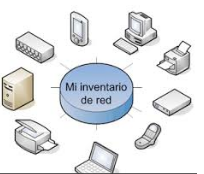 Mi inventario
de red